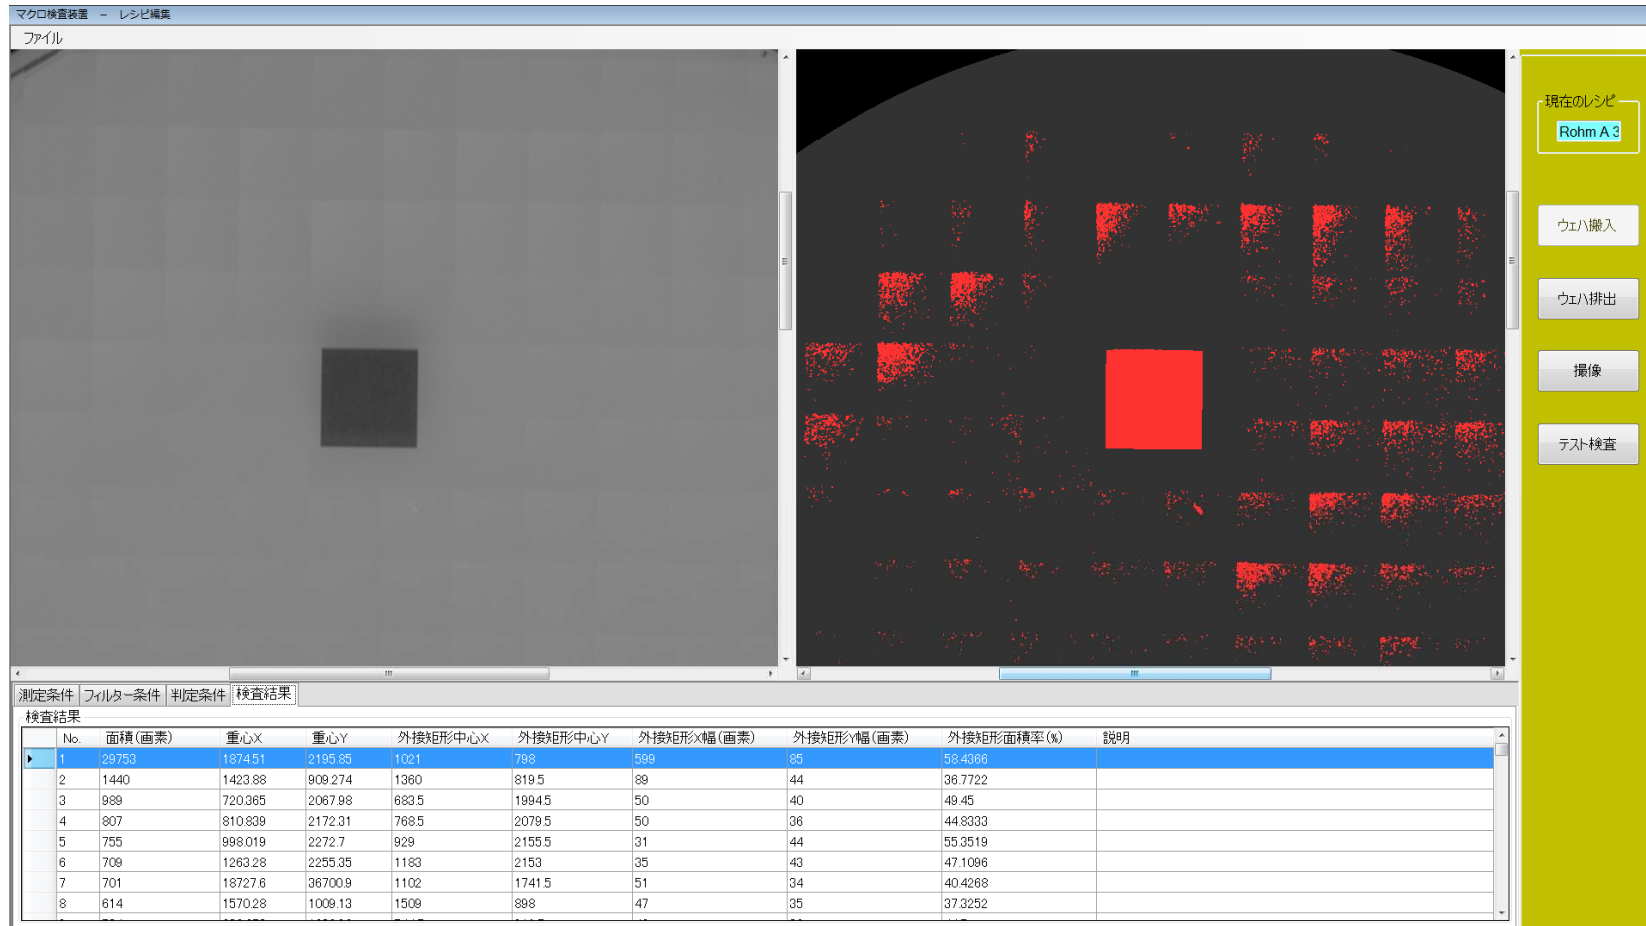 マクロ検査装置 － レシピ編集
ファイル
現在のレシピ
Rohm A 3
ウェハ搬入
ウェハ排出
撮像
テスト検査
測定条件 フィルター条件 判定条件 検査結果
検査結果
No. 面積(画素) 重心X 重心Y 外接矩形中心X 外接矩形中心Y 外接矩形X幅(画素) 外接矩形Y幅(画素) 外接矩形面積率(%) 説明
1 29753 1874.51 2195.85 1021 798 599 85 58.4366
2 1440 1423.88 909.274 1360 819.5 89 44 36.7722
3 989 720.365 2067.98 683.5 1994.5 50 40 49.45
4 807 810.839 2172.31 768.5 2079.5 50 36 44.8333
5 755 998.019 2272.7 929 2155.5 31 44 55.3519
6 709 1263.28 2255.35 1183 2153 35 43 47.1096
7 701 18727.6 36700.9 1102 1741.5 51 34 40.4268
8 614 1570.28 1009.13 1509 898 47 35 37.3252